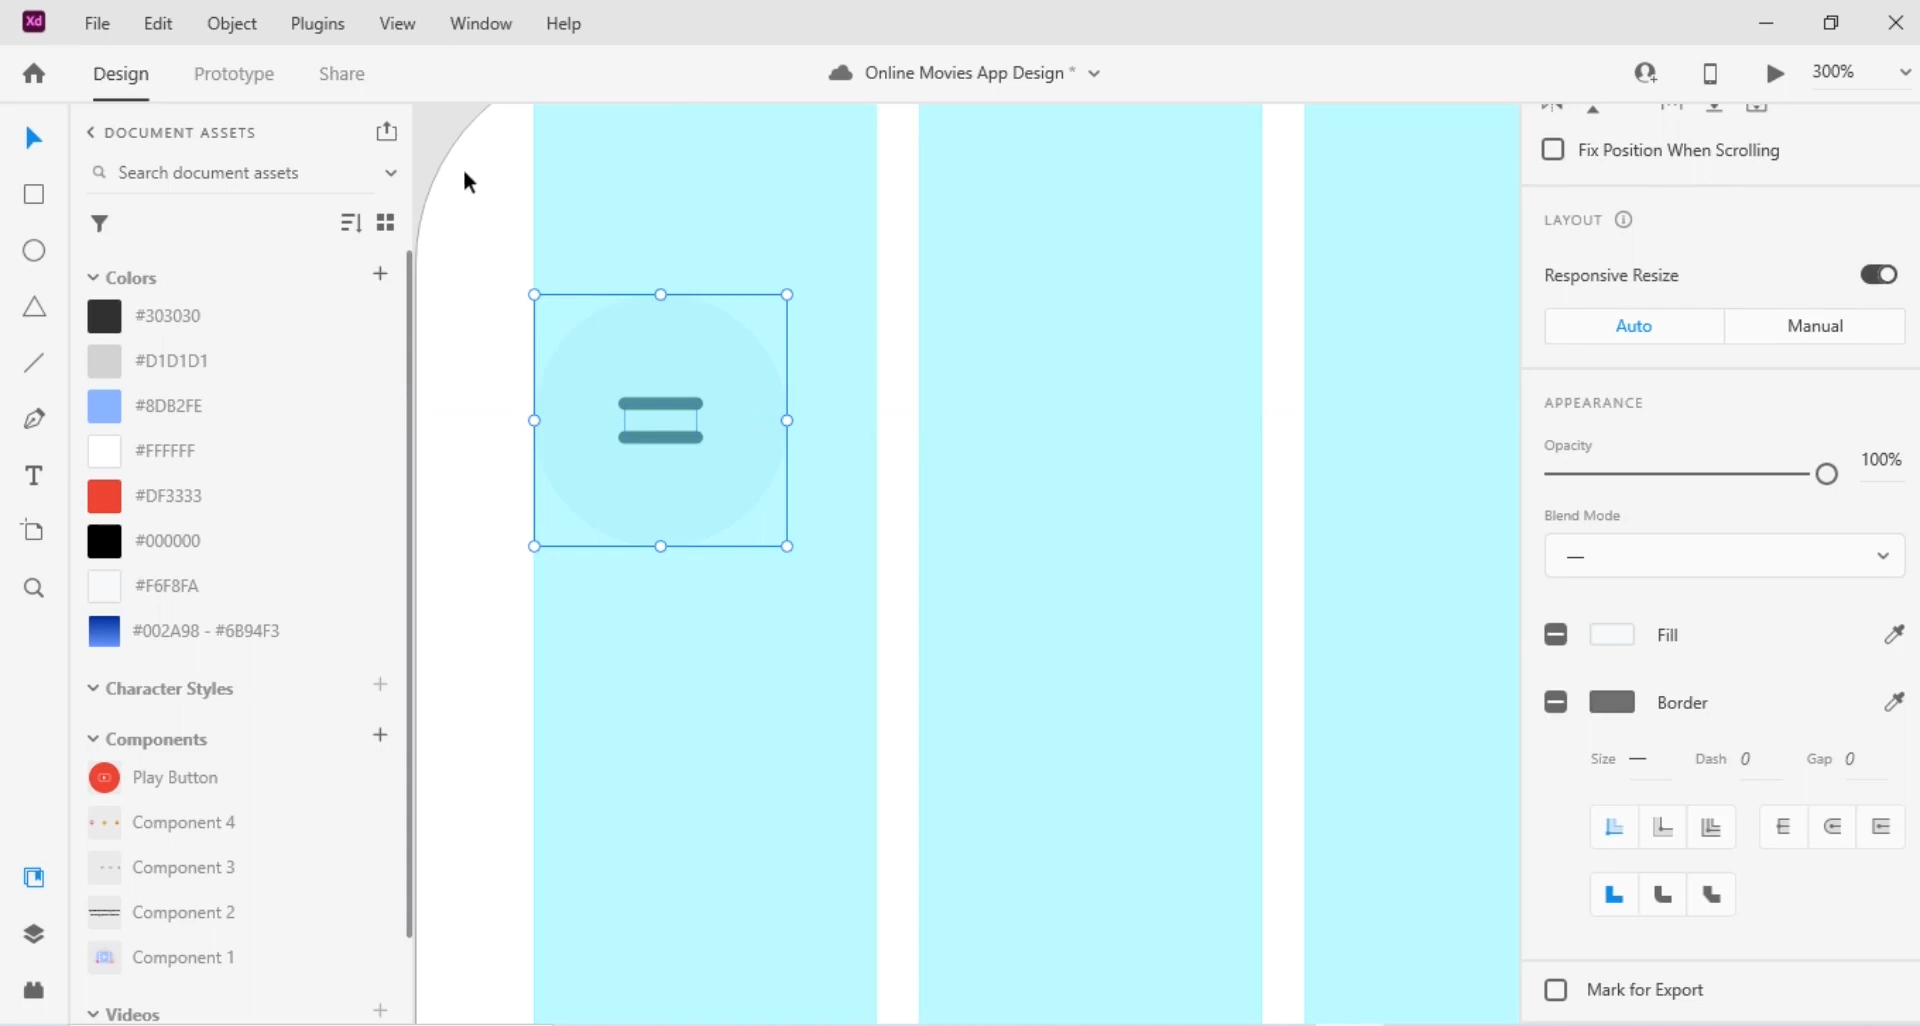 Xd File Edit Object Plugins View Window Help
Design Prototype Share Online Movies App Design * 300%
DOCUMENT ASSETS
Search document assets
Colors
#303030
#D1D1D1
#8DB2FE
#FFFFFF
#DF3333
#000000
#F6F8FA
#002A98 - #6B94F3
Character Styles
Components
Play Button
Component 4
Component 3
Component 2
Component 1
Videos
Fix Position When Scrolling
LAYOUT
Responsive Resize
Auto Manual
APPEARANCE
Opacity
100%
Blend Mode
—
Fill
Border
Size — Dash 0 Gap 0
Mark for Export